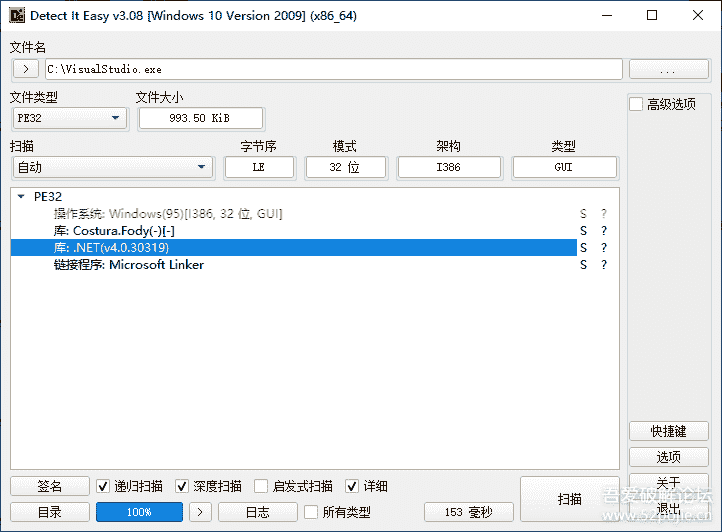 Detect It Easy v3.08 [Windows 10 Version 2009] (x86_64)
文件名
> C:\VisualStudio.exe ...
文件类型 文件大小
PE32 993.50 KiB 高级选项
扫描 字节序 模式 架构 类型
自动 LE 32 位 I386 GUI
PE32
操作系统: Windows(95)[I386, 32 位, GUI] S ?
库: Costura.Fody(-)[-] S ?
库: .NET(v4.0.30319) S ?
链接程序: Microsoft Linker S ?
快捷键
选项
签名 递归扫描 深度扫描 启发式扫描 详细 扫描 关于
目录 100% > 日志 所有类型 153 毫秒 退出
吾爱破解论坛
www.52pojie.cn